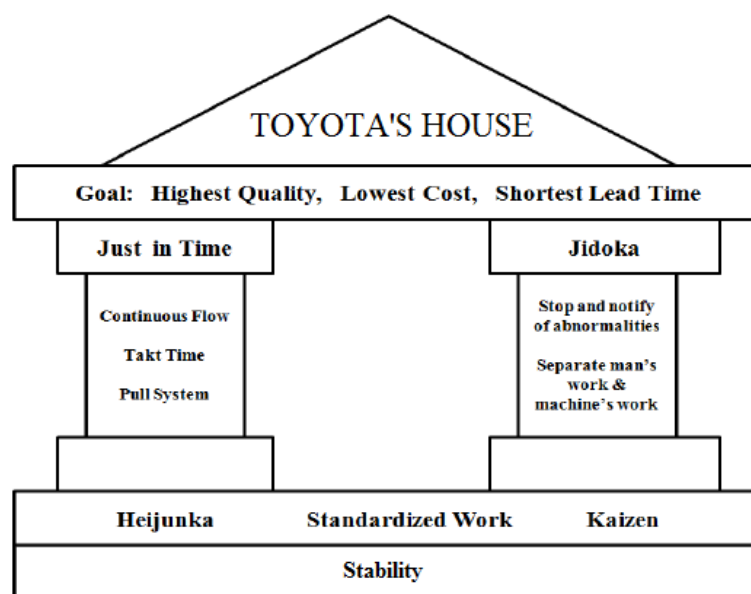 TOYOTA'S HOUSE
Goal: Highest Quality, Lowest Cost, Shortest Lead Time
Just in Time
Jidoka
Continuous Flow
Takt Time
Pull System
Stop and notify
of abnormalities
Separate man's
work &
machine's work
Heijunka Standardized Work Kaizen
Stability